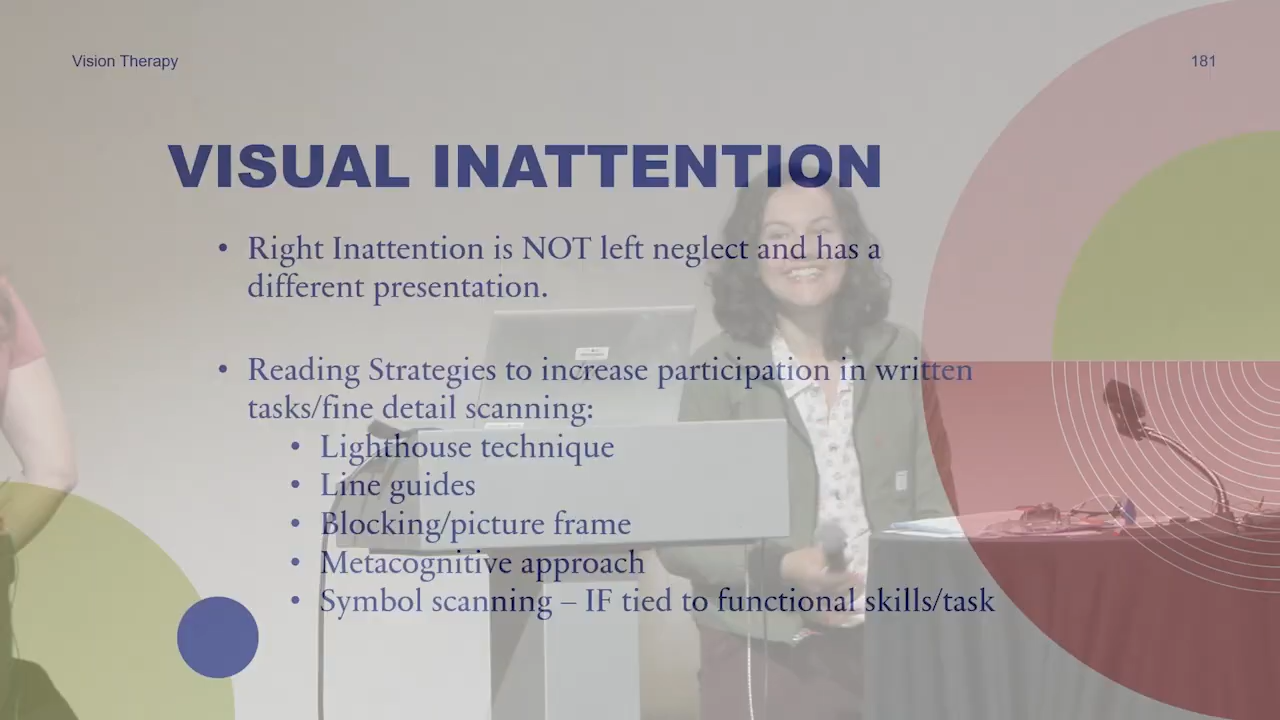 Vision Therapy
181
VISUAL INATTENTION
• Right Inattention is NOT left neglect and has a
different presentation.
• Reading Strategies to increase participation in written
tasks/fine detail scanning:
• Lighthouse technique
• Line guides
• Blocking/picture frame
• Metacognitive approach
• Symbol scanning – IF tied to functional skills/task